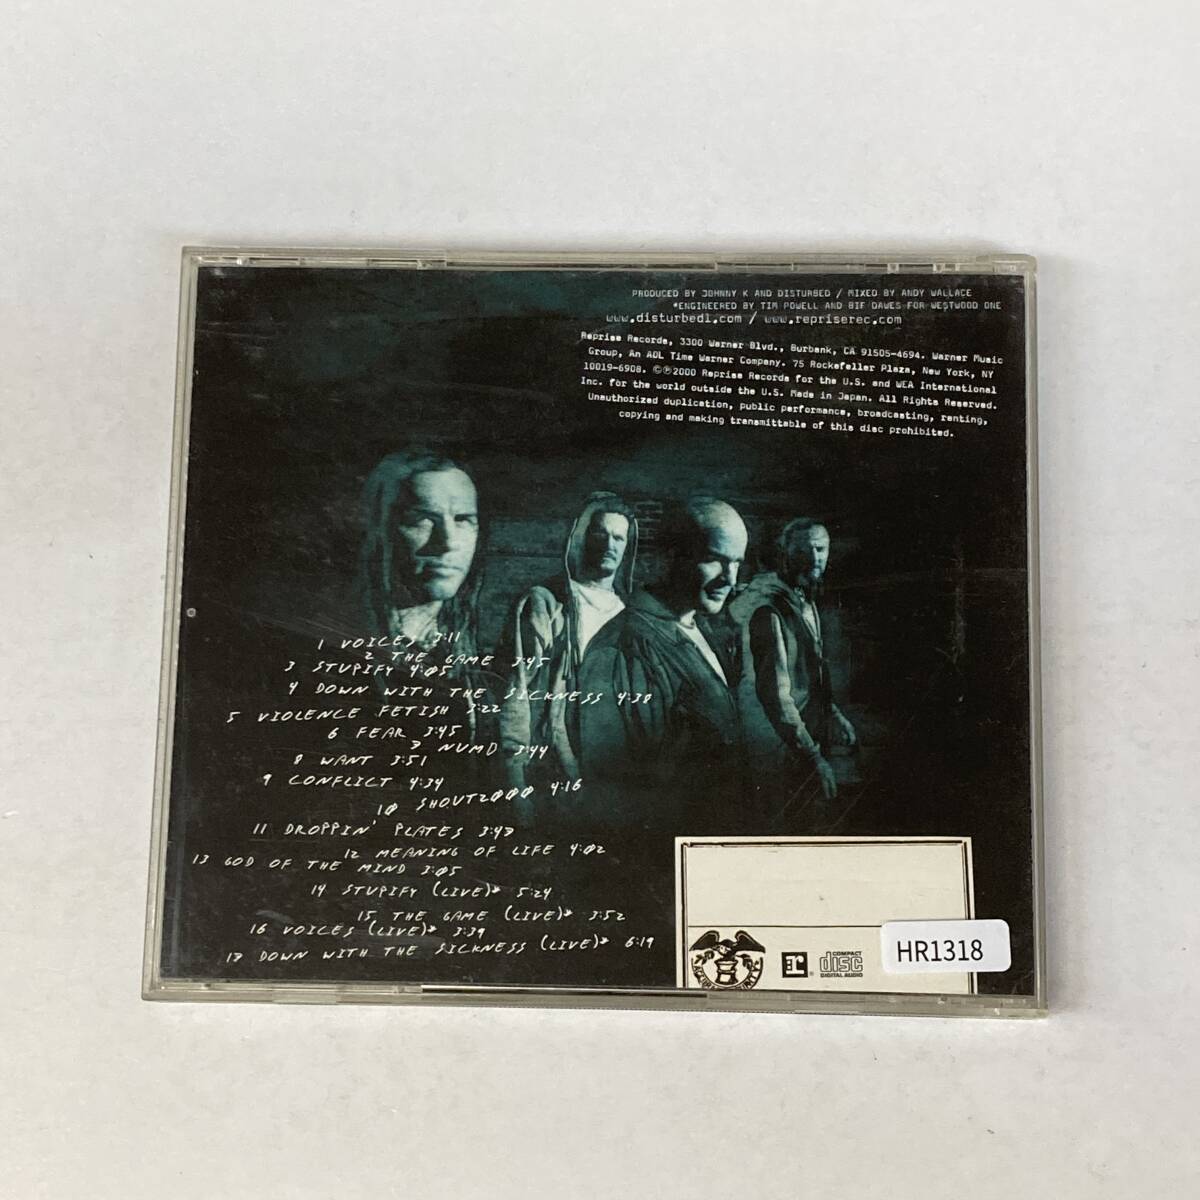 PRODUCED BY JOHNNY K AND DISTURBED / MIXED BY ANDY WALLACE
*ENGINEERED BY TIM POWELL AND BIF DAWES FOR WESTWOOD ONE
www.disturbed1.com / www.repriserec.com
Reprise Records, 3300 Warner Blvd., Burbank, CA 91505-4694. Warner Music
Group, An AOL Time Warner Company. 75 Rockefeller Plaza, New York, NY
10019-6908. ©℗2000 Reprise Records for the U.S. and WEA International
Inc. for the world outside the U.S. Made in Japan. All Rights Reserved.
Unauthorized duplication, public performance, broadcasting, renting,
copying and making transmittable of this disc prohibited.
1 VOICES 3:11
2 THE GAME 3:45
3 STUPIFY 4:05
4 DOWN WITH THE SICKNESS 4:38
5 VIOLENCE FETISH 3:22
6 FEAR 3:45
7 NUMB 3:44
8 WANT 3:51
9 CONFLICT 4:34
10 SHOUT2000 4:16
11 DROPPIN' PLATES 3:47
12 MEANING OF LIFE 4:02
13 GOD OF THE MIND 3:05
14 STUPIFY (LIVE)* 5:24
15 THE GAME (LIVE)* 3:52
16 VOICES (LIVE)* 3:39
17 DOWN WITH THE SICKNESS (LIVE)* 6:19
r®
COMPACT
disc
DIGITAL AUDIO
HR1318